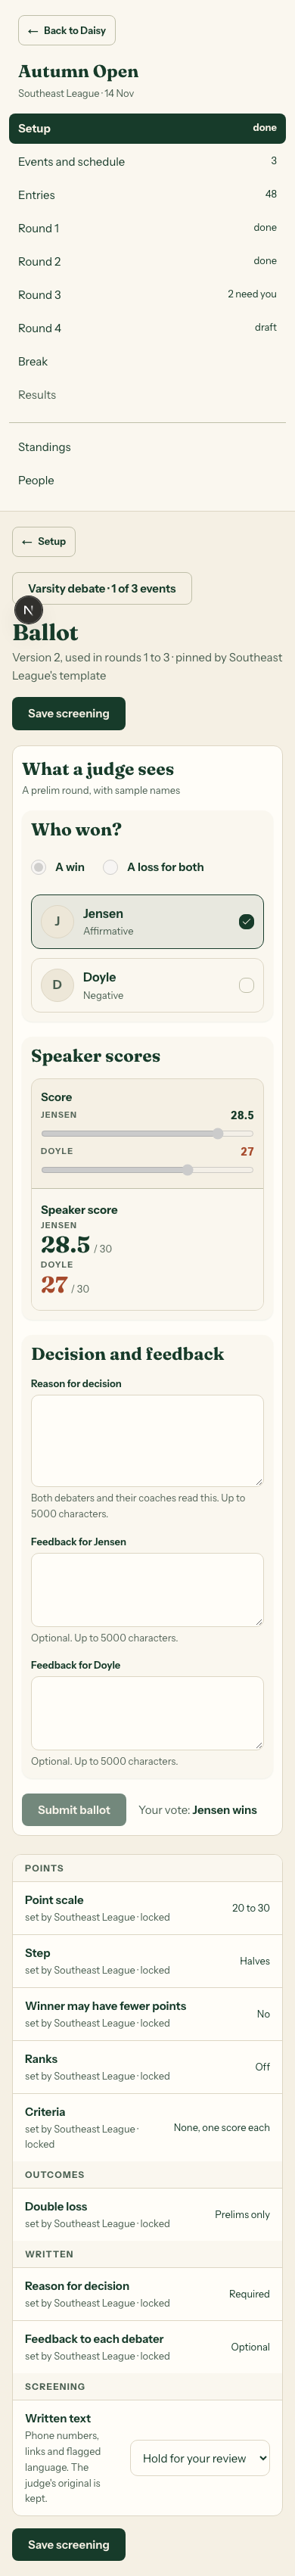 ← Back to Daisy
Autumn Open
Southeast League · 14 Nov
Setup done
Events and schedule 3
Entries 48
Round 1 done
Round 2 done
Round 3 2 need you
Round 4 draft
Break
Results
Standings
People
← Setup
Varsity debate · 1 of 3 events
N
Ballot
Version 2, used in rounds 1 to 3 · pinned by Southeast
League's template
Save screening
What a judge sees
A prelim round, with sample names
Who won?
A win A loss for both
J Jensen
Affirmative
D Doyle
Negative
Speaker scores
Score
JENSEN 28.5
DOYLE 27
Speaker score
JENSEN
28.5 / 30
DOYLE
27 / 30
Decision and feedback
Reason for decision
Both debaters and their coaches read this. Up to
5000 characters.
Feedback for Jensen
Optional. Up to 5000 characters.
Feedback for Doyle
Optional. Up to 5000 characters.
Submit ballot Your vote: Jensen wins
POINTS
Point scale
set by Southeast League · locked 20 to 30
Step
set by Southeast League · locked Halves
Winner may have fewer points
set by Southeast League · locked No
Ranks
set by Southeast League · locked Off
Criteria
set by Southeast League · None, one score each
locked
OUTCOMES
Double loss
set by Southeast League · locked Prelims only
WRITTEN
Reason for decision
set by Southeast League · locked Required
Feedback to each debater
set by Southeast League · locked Optional
SCREENING
Written text
Phone numbers,
links and flagged
language. The
judge's original is
kept.
Hold for your review
Save screening